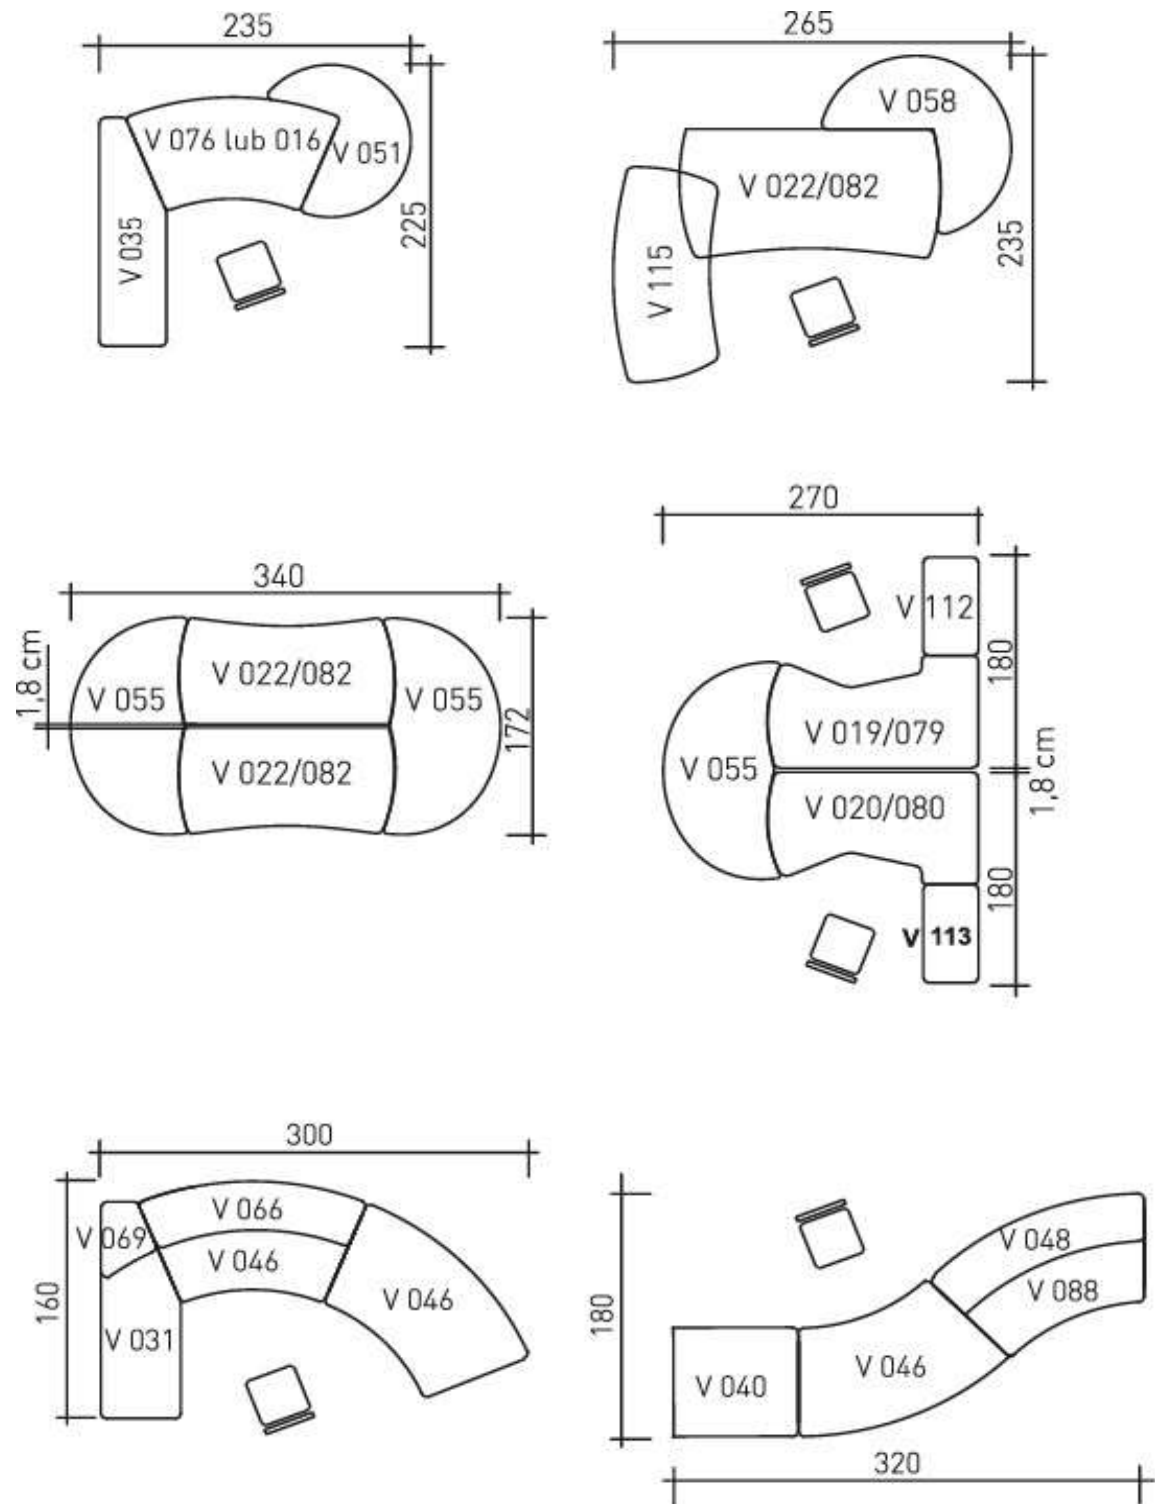 235
V 076 lub 016
V 051
V 035
225
265
V 058
V 022/082
V 115
235
340
1,8 cm
V 055
V 022/082
V 055
V 022/082
172
270
V 112
180
V 019/079
V 055
1,8 cm
V 020/080
180
V 113
300
V 069
V 066
V 046
V 046
160
V 031
180
V 048
V 088
V 046
V 040
320